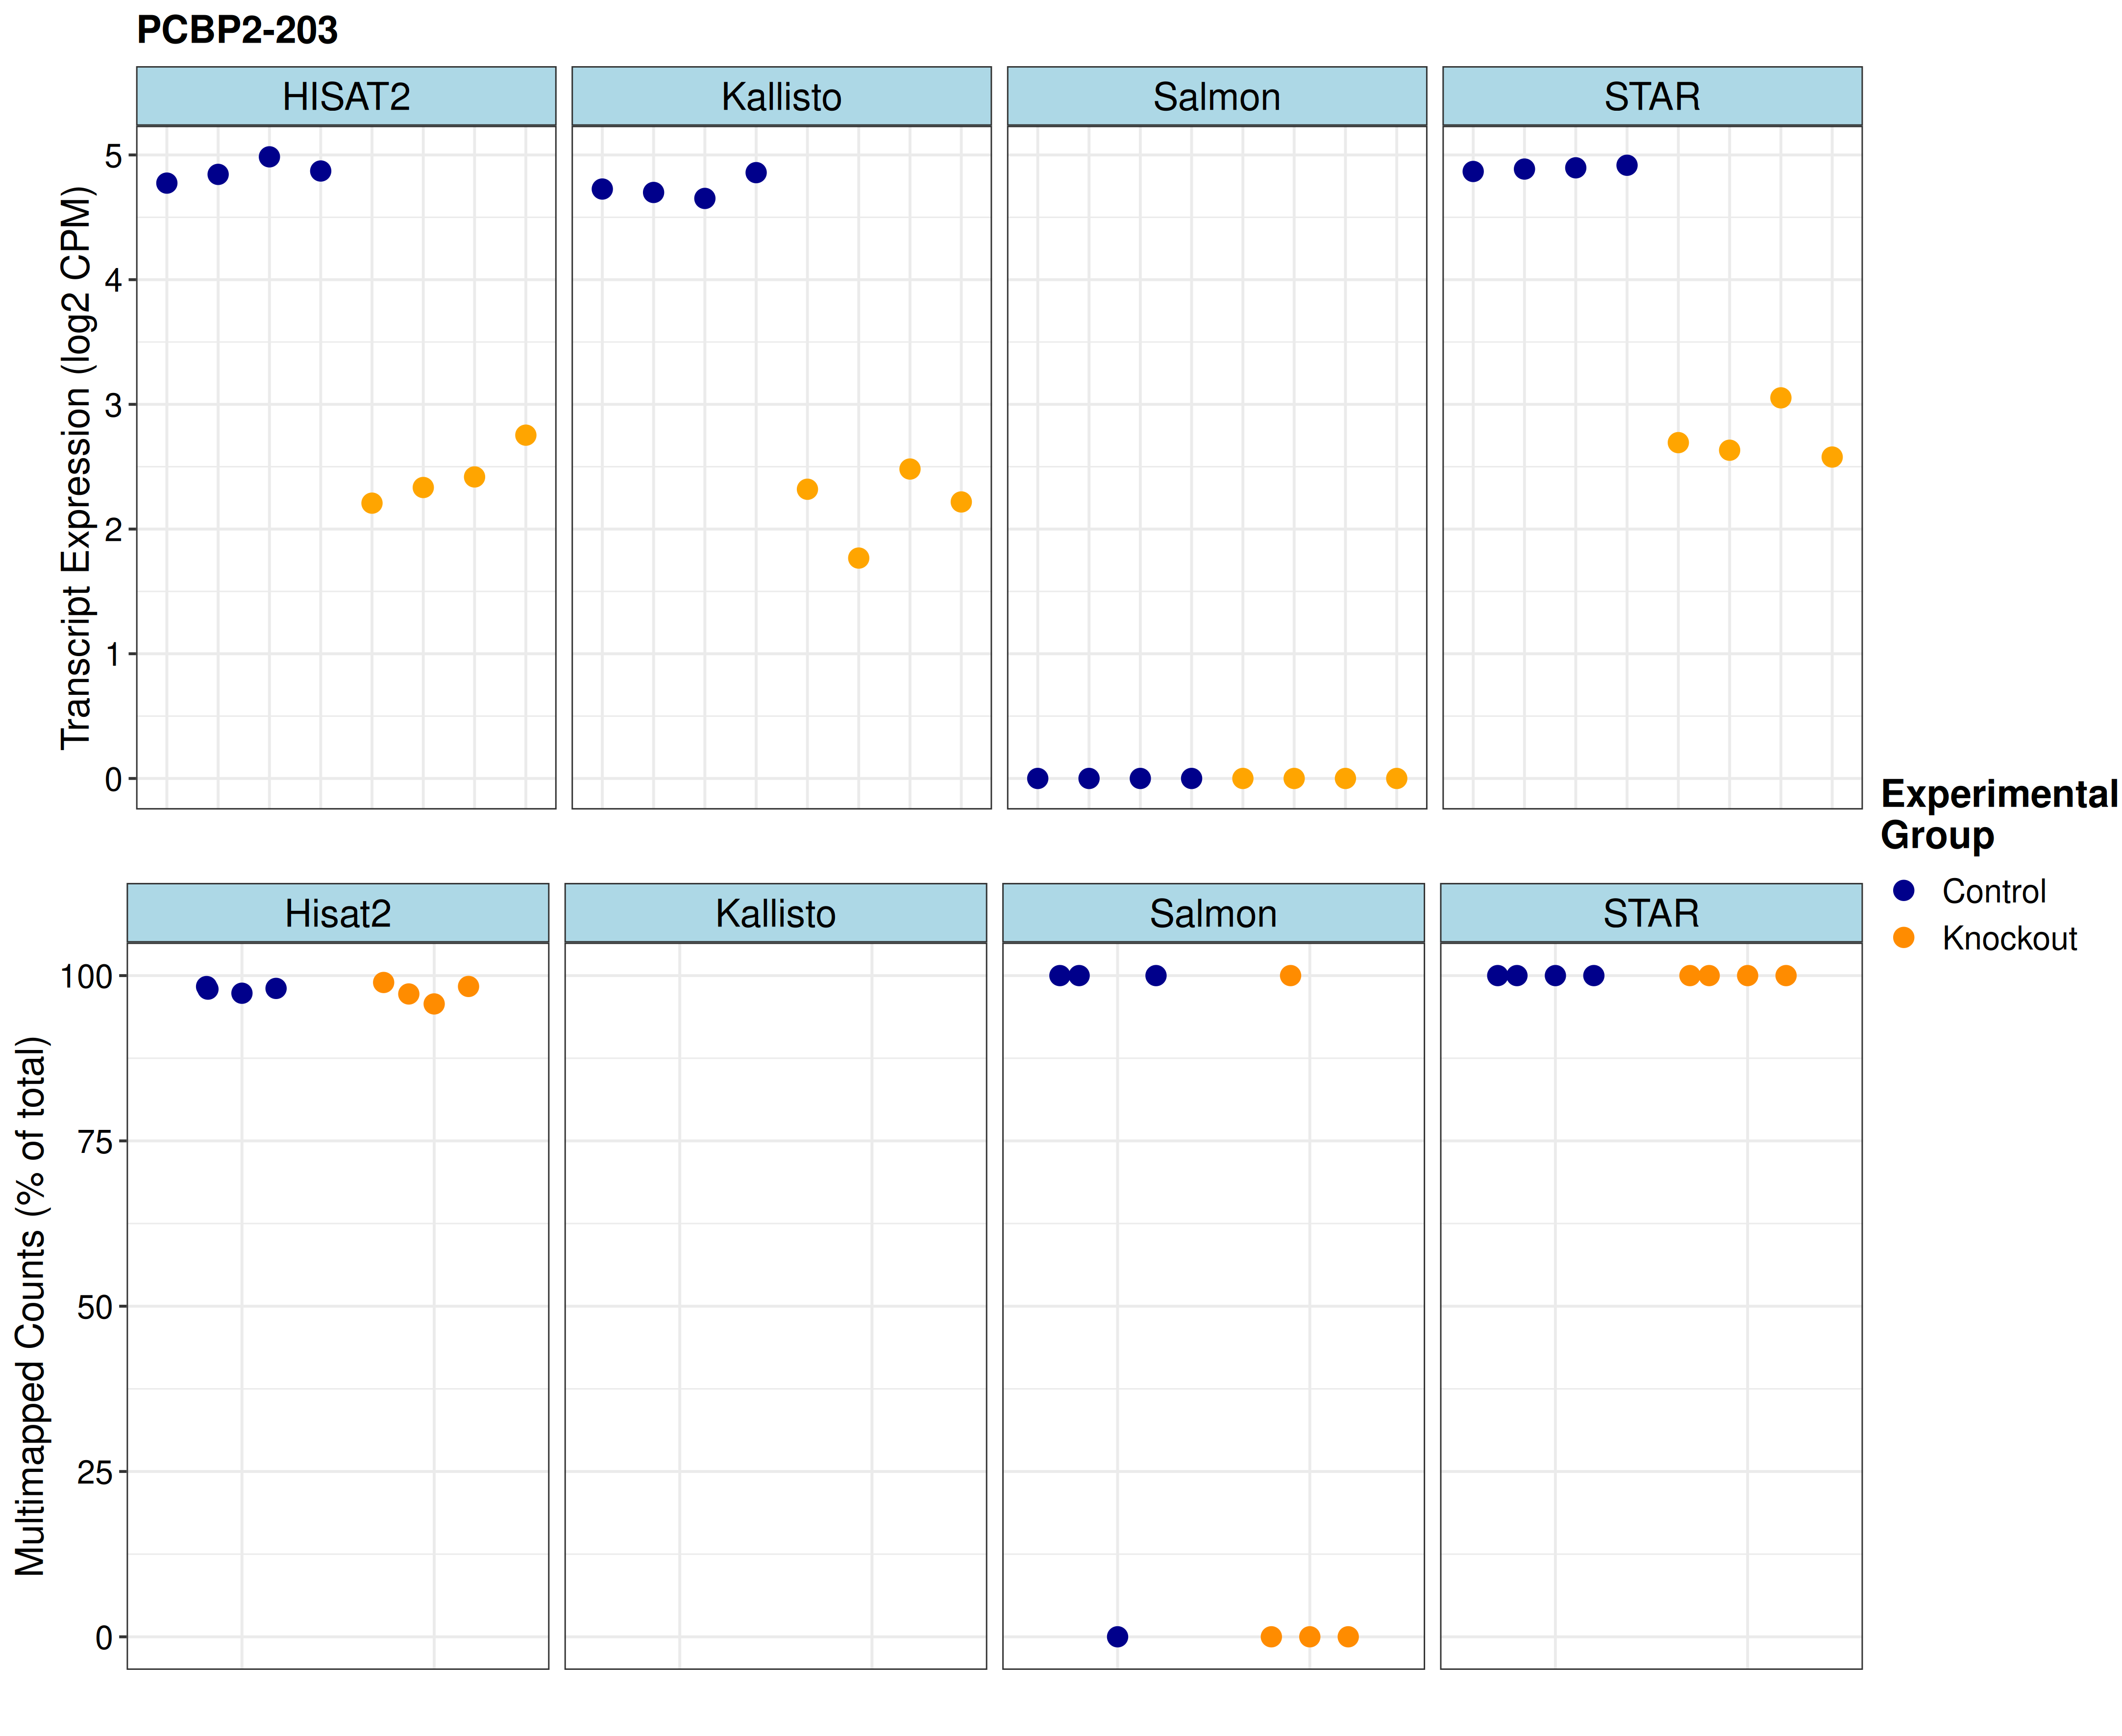 PCBP2-203
HISAT2
Kallisto
Salmon
STAR
Transcript Expression (log2 CPM)
5
4
3
2
1
0
Hisat2
Kallisto
Salmon
STAR
Multimapped Counts (% of total)
100
75
50
25
0
Experimental
Group
Control
Knockout